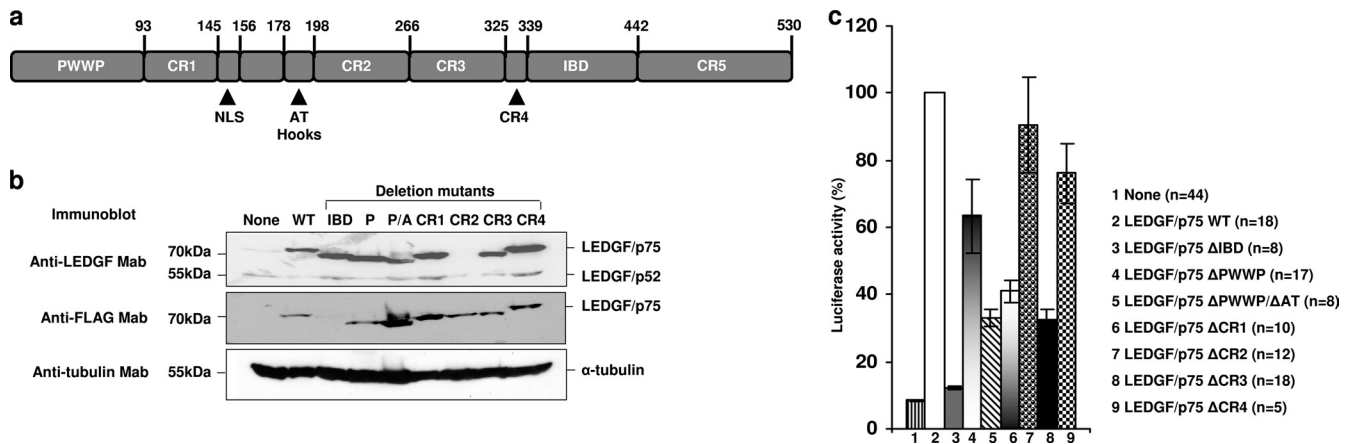 a
93 145 156 178 198 266 325 339 442 530
PWWP CR1 CR2 CR3 IBD CR5
NLS AT Hooks CR4
b
Deletion mutants
Immunoblot None WT IBD P P/A CR1 CR2 CR3 CR4
Anti-LEDGF Mab 70kDa LEDGF/p75
55kDa LEDGF/p52
Anti-FLAG Mab 70kDa LEDGF/p75
Anti-tubulin Mab 55kDa α-tubulin
c
Luciferase activity (%)
120
100
80
60
40
20
0
1 2 3 4 5 6 7 8 9
1 None (n=44)
2 LEDGF/p75 WT (n=18)
3 LEDGF/p75 ΔIBD (n=8)
4 LEDGF/p75 ΔPWWP (n=17)
5 LEDGF/p75 ΔPWWP/ΔAT (n=8)
6 LEDGF/p75 ΔCR1 (n=10)
7 LEDGF/p75 ΔCR2 (n=12)
8 LEDGF/p75 ΔCR3 (n=18)
9 LEDGF/p75 ΔCR4 (n=5)